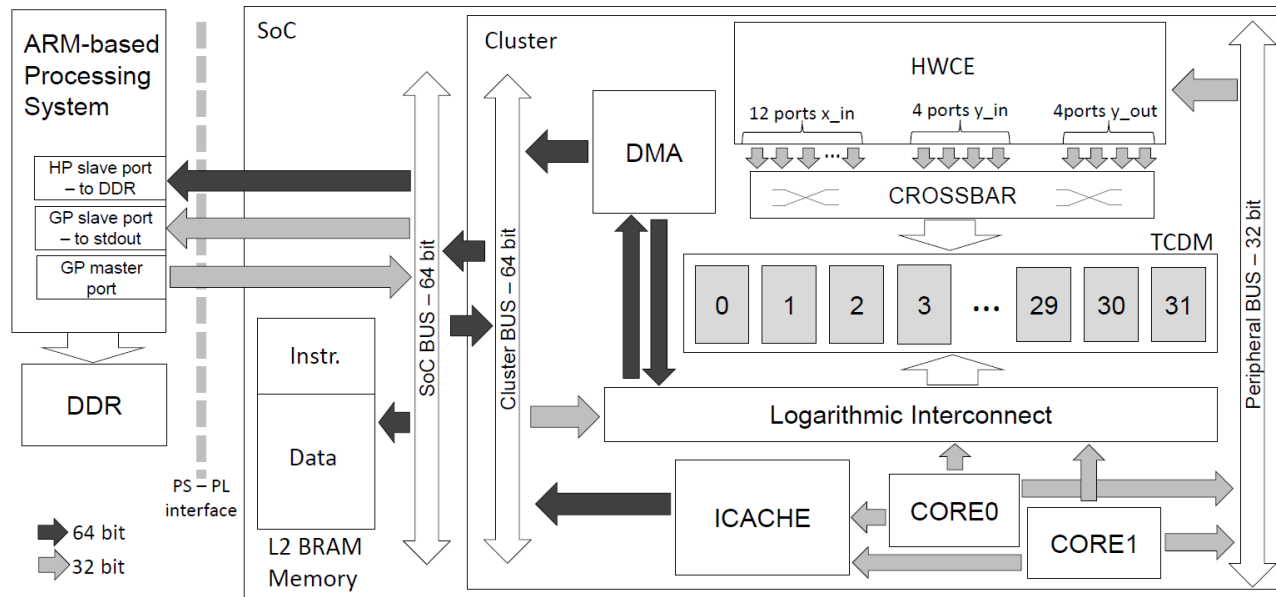 ARM-based
Processing
System
HP slave port
– to DDR
GP slave port
– to stdout
GP master
port
DDR
PS – PL
interface
64 bit
32 bit
SoC
Instr.
Data
L2 BRAM
Memory
SoC BUS – 64 bit
Cluster
Cluster BUS – 64 bit
DMA
HWCE
12 ports x_in
4 ports y_in
4ports y_out
...
CROSSBAR
TCDM
0 1 2 3 ... 29 30 31
Logarithmic Interconnect
ICACHE
CORE0
CORE1
Peripheral BUS – 32 bit